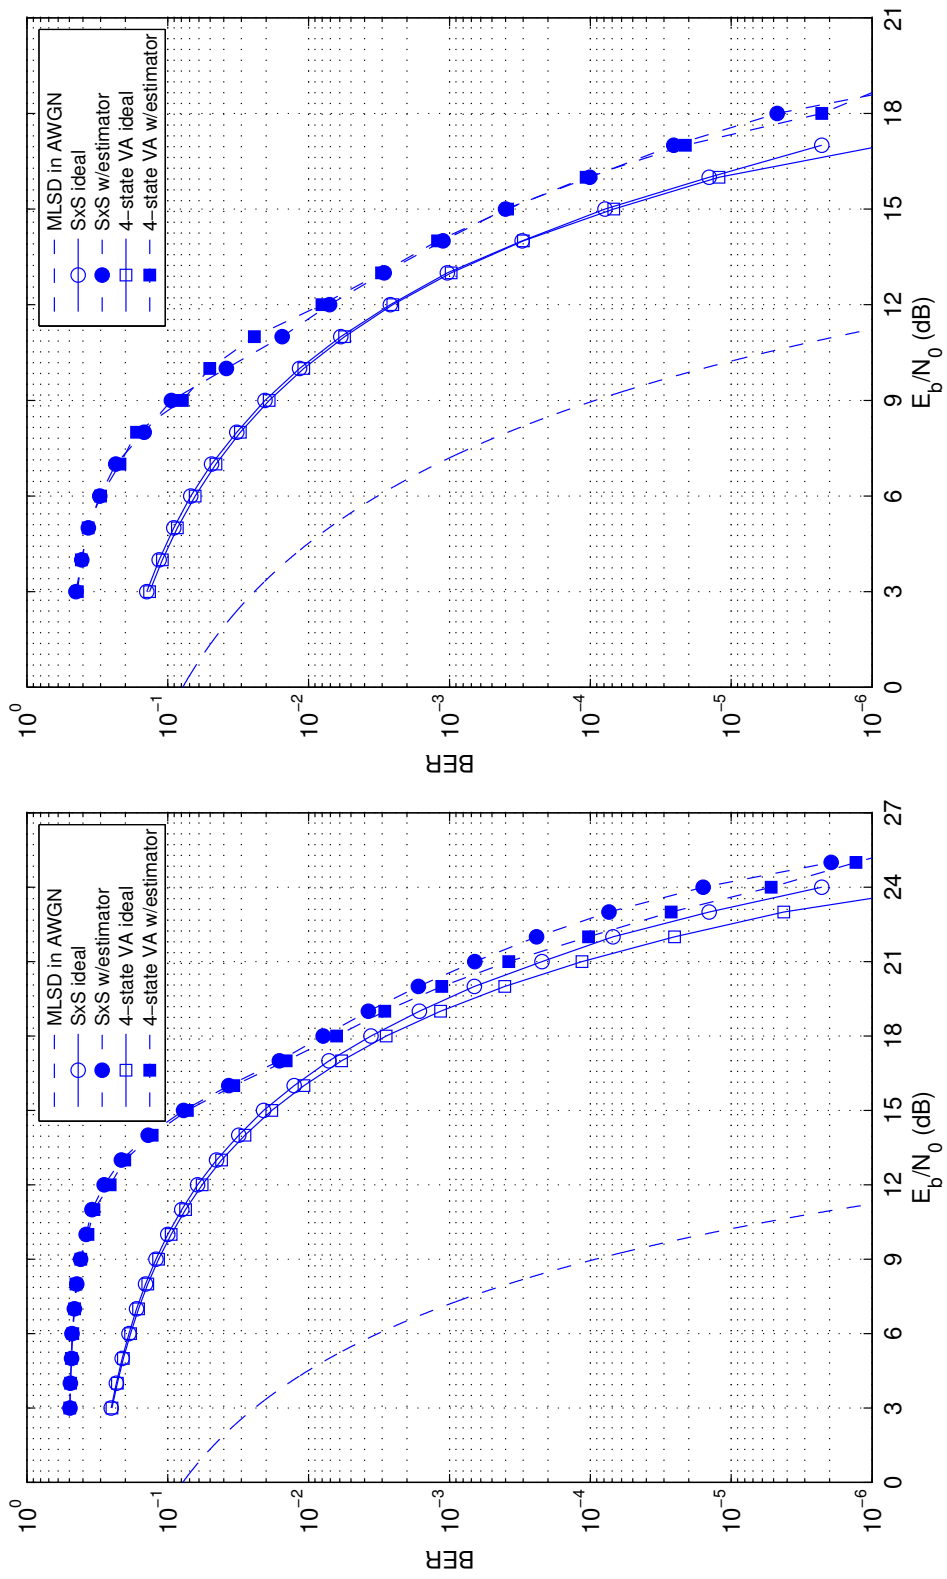 10^0
10^-1
10^-2
10^-3
10^-4
10^-5
10^-6
BER
0
3
6
9
12
15
18
21
24
27
E_b/N_0 (dB)
MLSD in AWGN
SxS ideal
SxS w/estimator
4-state VA ideal
4-state VA w/estimator
10^0
10^-1
10^-2
10^-3
10^-4
10^-5
10^-6
BER
0
3
6
9
12
15
18
21
E_b/N_0 (dB)
MLSD in AWGN
SxS ideal
SxS w/estimator
4-state VA ideal
4-state VA w/estimator